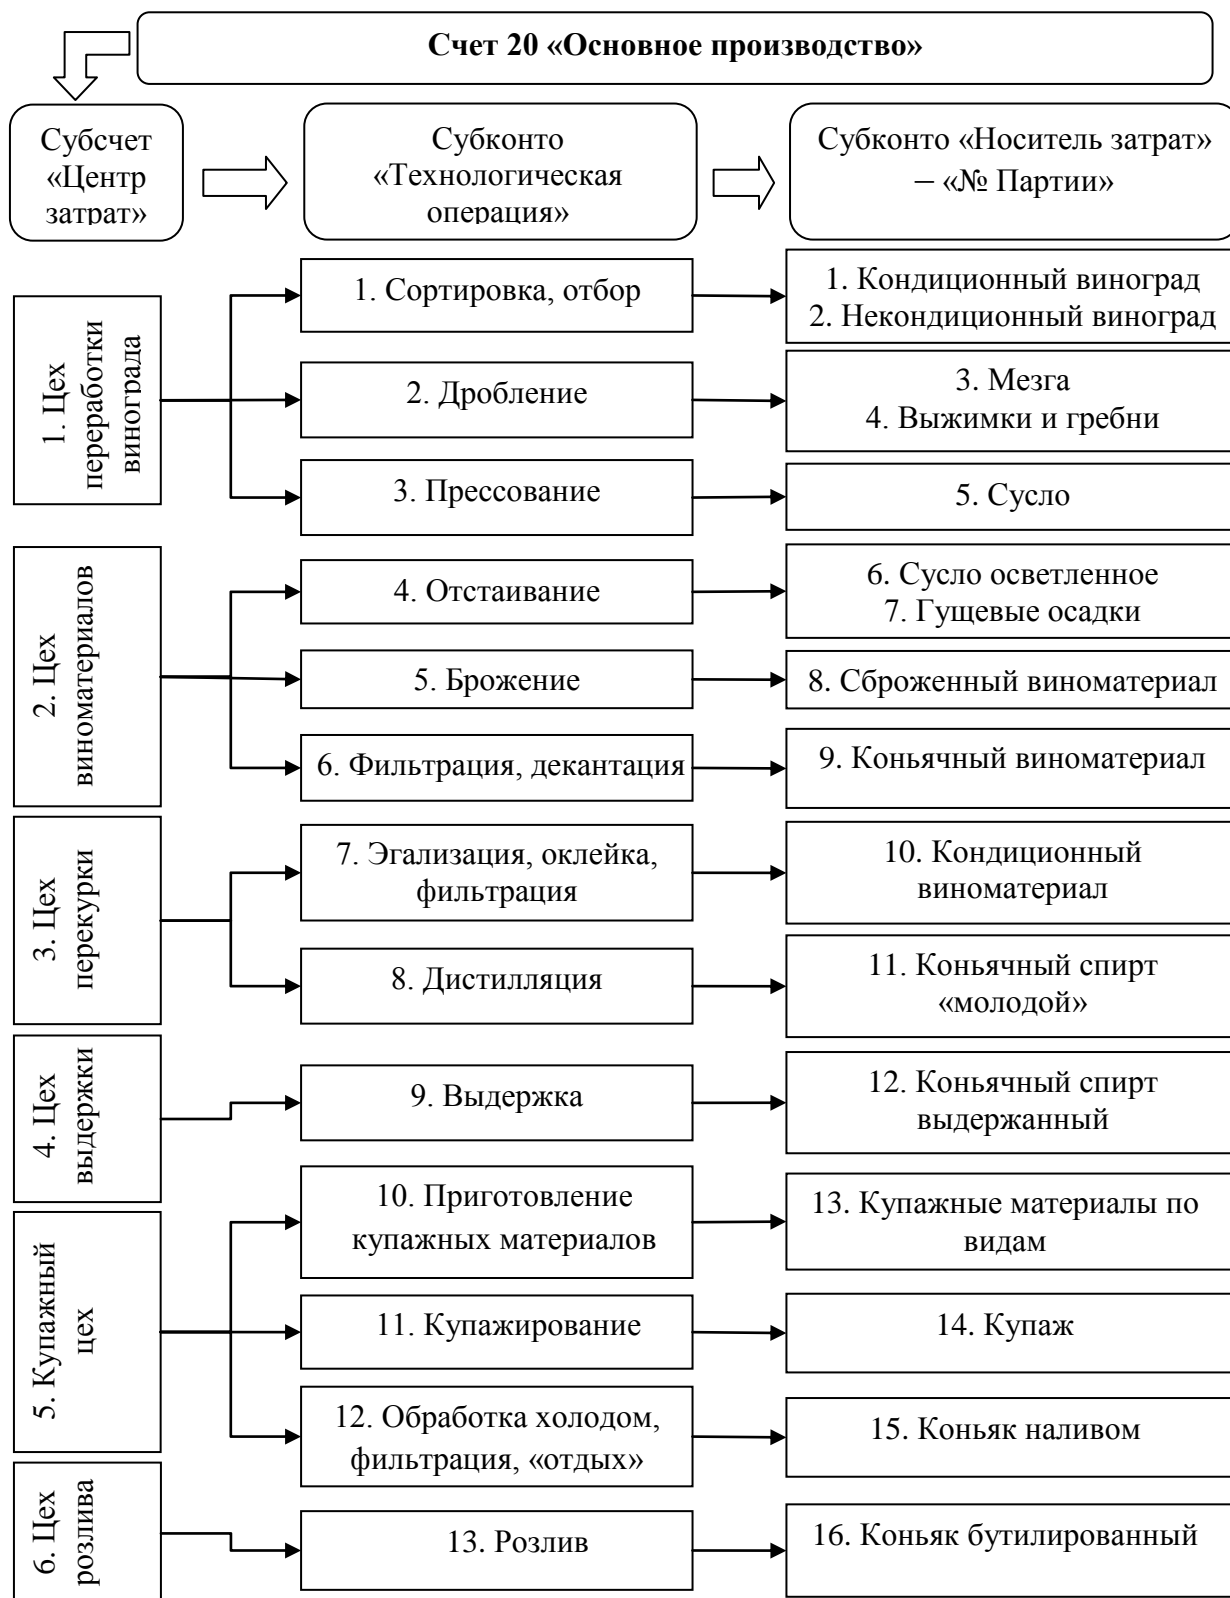 Счет 20 «Основное производство»
Субсчет
«Центр
затрат»
Субконто
«Технологическая
операция»
Субконто «Носитель затрат»
– «№ Партии»
1. Цех
переработки
винограда
1. Сортировка, отбор
1. Кондиционный виноград
2. Некондиционный виноград
2. Дробление
3. Мезга
4. Выжимки и гребни
3. Прессование
5. Сусло
2. Цех
виноматериалов
4. Отстаивание
6. Сусло осветленное
7. Гущевые осадки
5. Брожение
8. Сброженный виноматериал
6. Фильтрация, декантация
9. Коньячный виноматериал
3. Цех
перекурки
7. Эгализация, оклейка,
фильтрация
10. Кондиционный
виноматериал
8. Дистилляция
11. Коньячный спирт
«молодой»
4. Цех
выдержки
9. Выдержка
12. Коньячный спирт
выдержанный
5. Купажный
цех
10. Приготовление
купажных материалов
13. Купажные материалы по
видам
11. Купажирование
14. Купаж
12. Обработка холодом,
фильтрация, «отдых»
15. Коньяк наливом
6. Цех
розлива
13. Розлив
16. Коньяк бутилированный